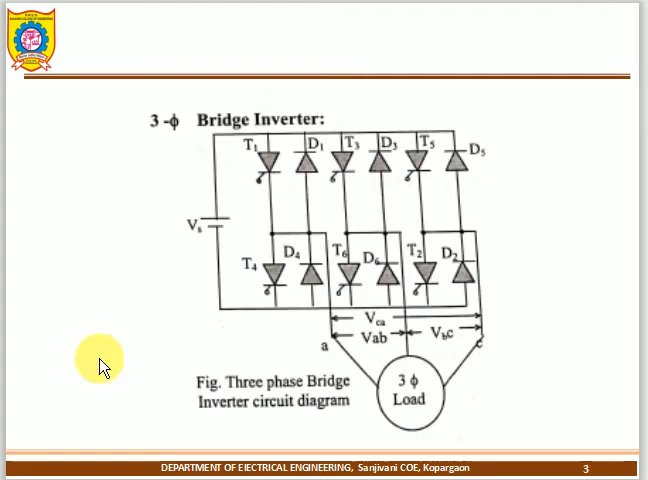 3 -ϕ Bridge Inverter:
T1 D1 T3 D3 T5 D5
Vs
T4 D4 T6 D6 T2 D2
Vca
Vab Vbc
a c
3 ϕ
Load
Fig. Three phase Bridge
Inverter circuit diagram
DEPARTMENT OF ElECTRICAL ENGINEERING, Sanjivani COE, Kopargaon 3